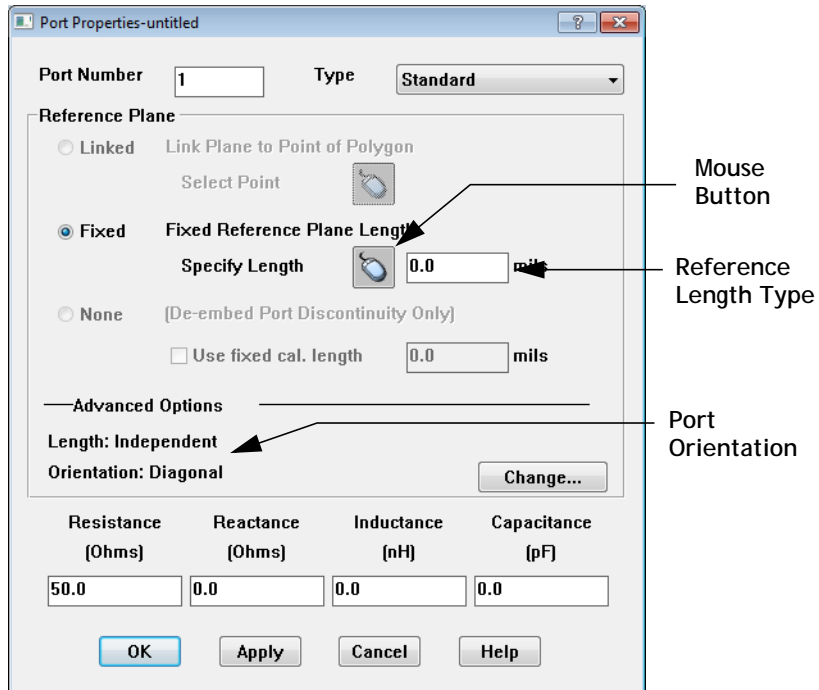 Port Properties-untitled
Port Number 1 Type Standard
Reference Plane
Linked Link Plane to Point of Polygon
Select Point
Mouse
Button
Fixed Fixed Reference Plane Length
Specify Length 0.0 mils
Reference
Length Type
None (De-embed Port Discontinuity Only)
Use fixed cal. length 0.0 mils
Advanced Options
Length: Independent
Port
Orientation
Orientation: Diagonal
Change...
Resistance Reactance Inductance Capacitance
(Ohms) (Ohms) (nH) (pF)
50.0 0.0 0.0 0.0
OK Apply Cancel Help